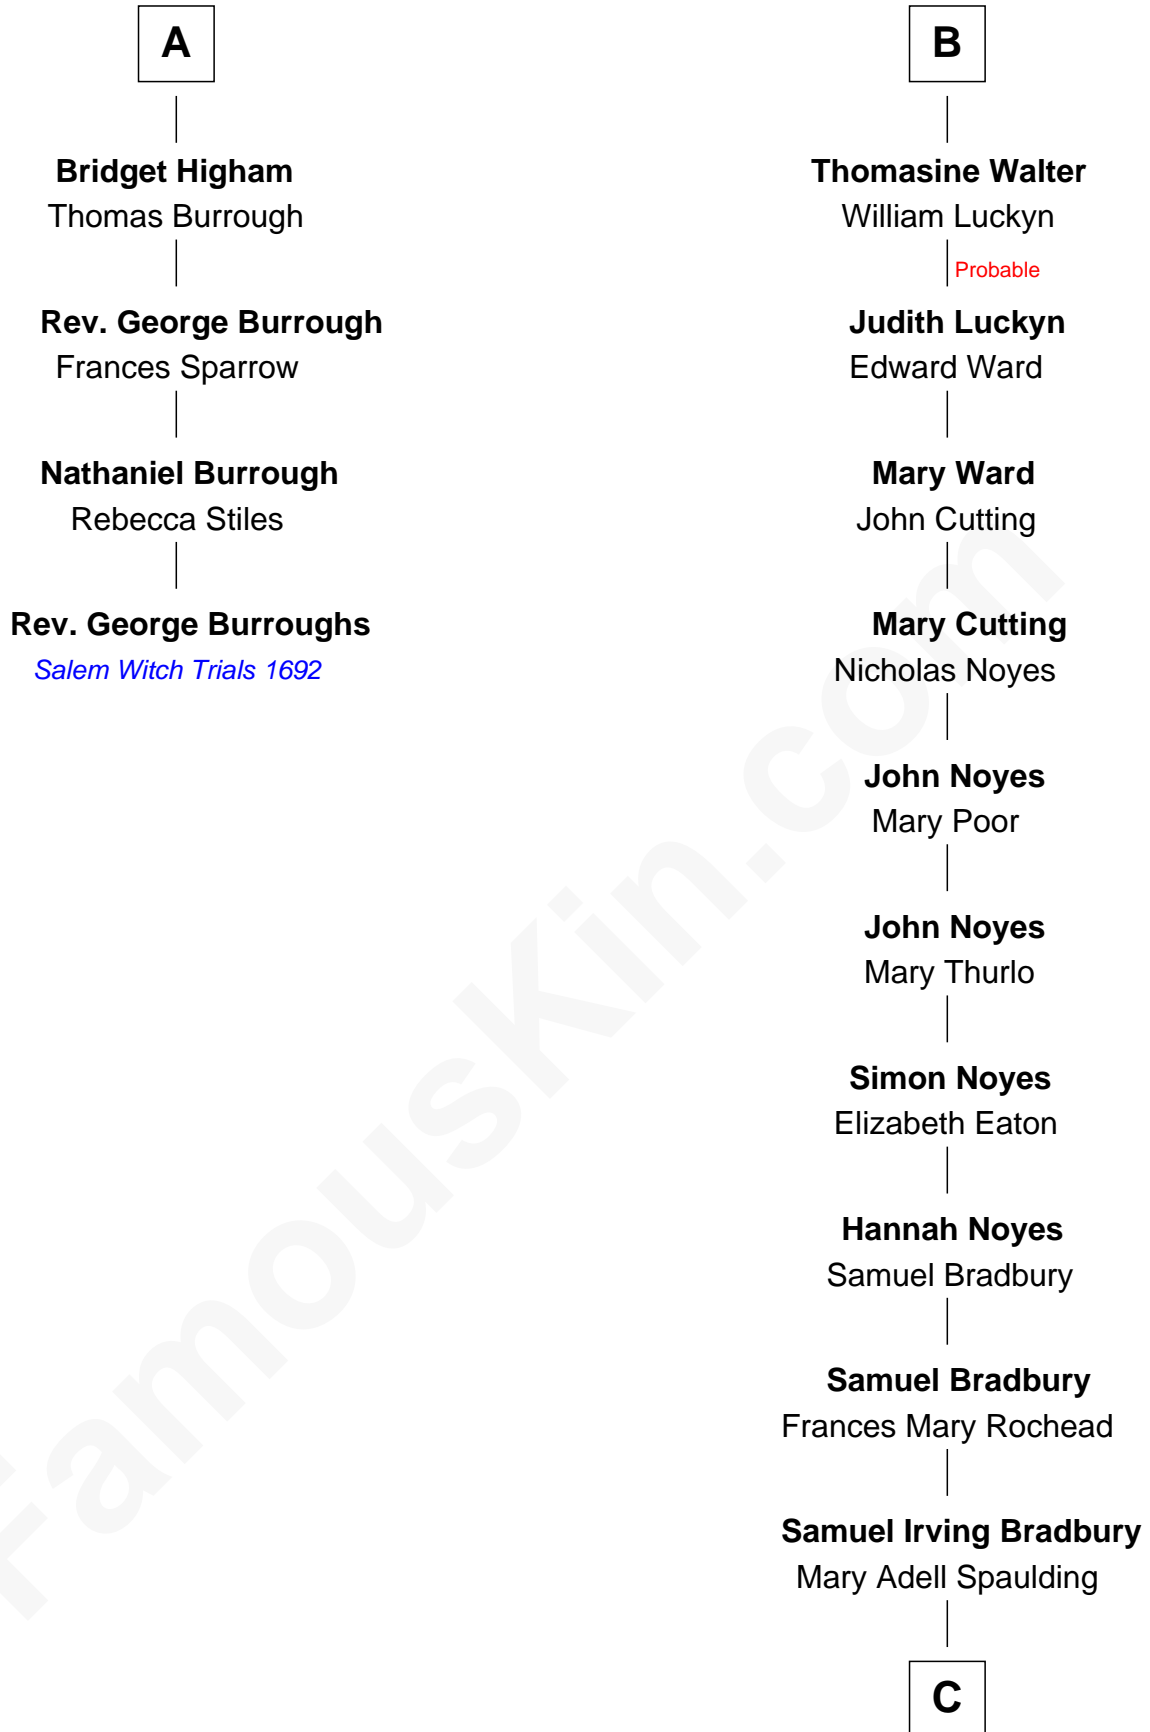 A
Bridget Higham
Thomas Burrough
Rev. George Burrough
Frances Sparrow
Nathaniel Burrough
Rebecca Stiles
Rev. George Burroughs
Salem Witch Trials 1692
B
Thomasine Walter
William Luckyn
Probable
Judith Luckyn
Edward Ward
Mary Ward
John Cutting
Mary Cutting
Nicholas Noyes
John Noyes
Mary Poor
John Noyes
Mary Thurlo
Simon Noyes
Elizabeth Eaton
Hannah Noyes
Samuel Bradbury
Samuel Bradbury
Frances Mary Rochead
Samuel Irving Bradbury
Mary Adell Spaulding
C
FamousKin.com